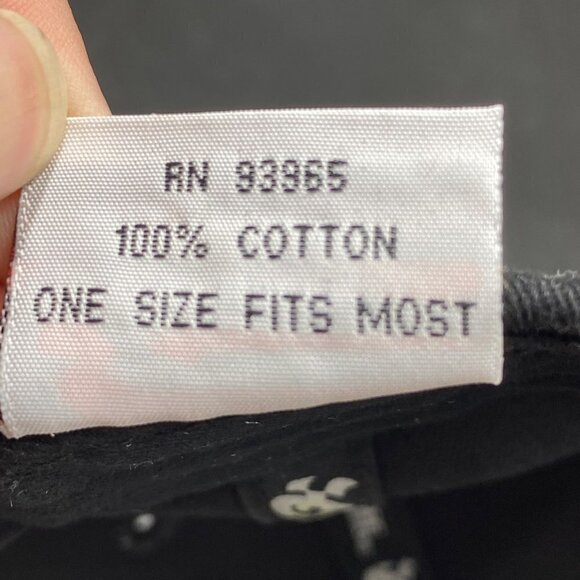 RN 93965
100% COTTON
ONE SIZE FITS MOST